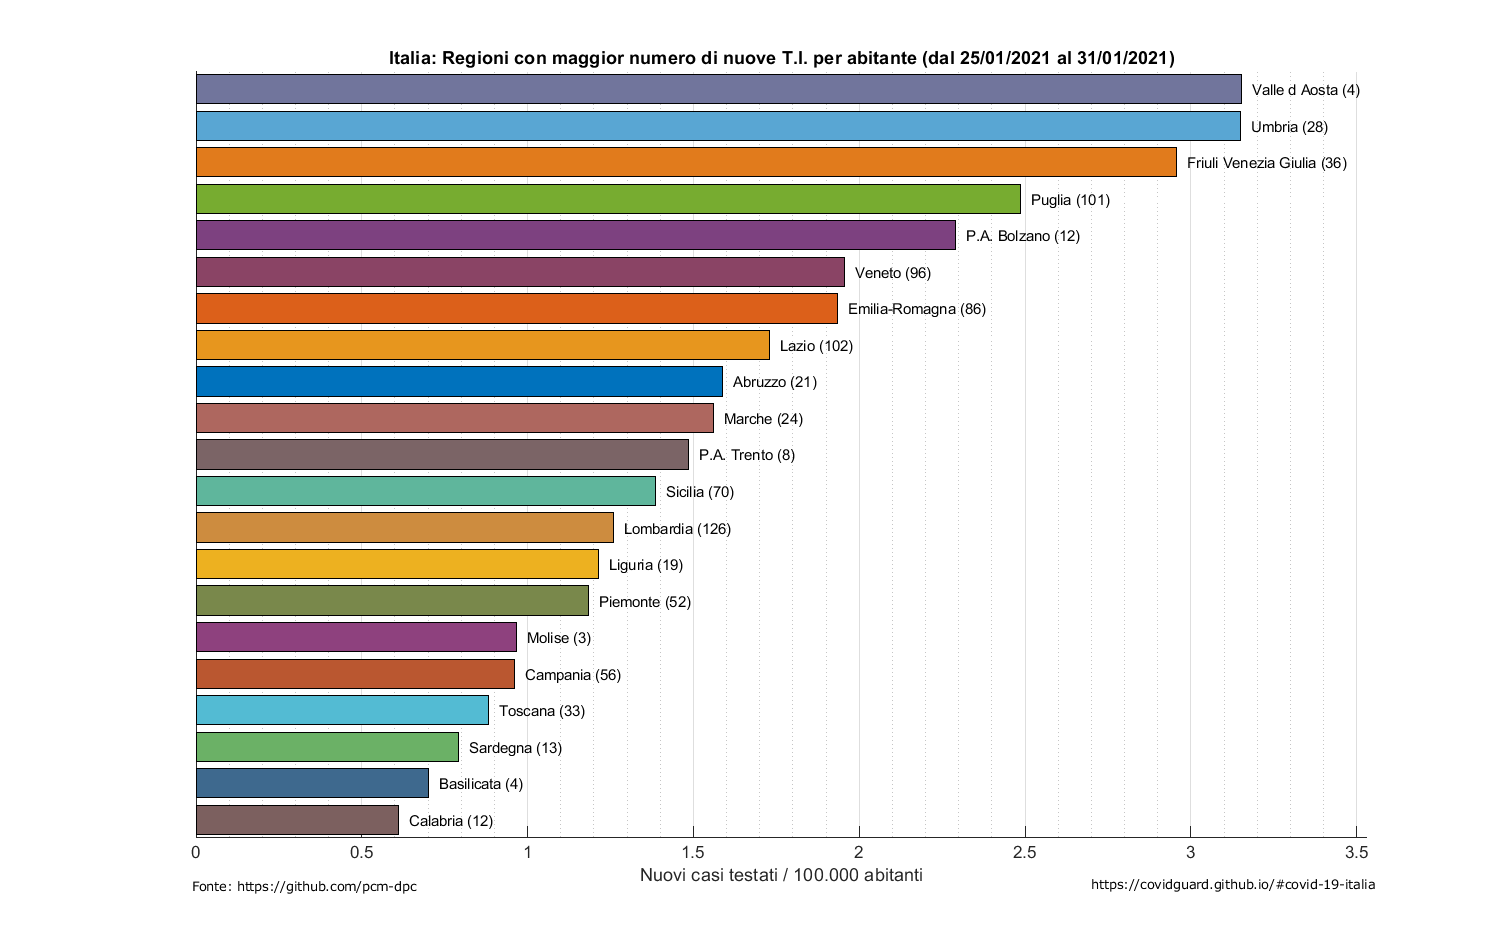 Italia: Regioni con maggior numero di nuove T.I. per abitante (dal 25/01/2021 al 31/01/2021)
Valle d Aosta (4)
Umbria (28)
Friuli Venezia Giulia (36)
Puglia (101)
P.A. Bolzano (12)
Veneto (96)
Emilia-Romagna (86)
Lazio (102)
Abruzzo (21)
Marche (24)
P.A. Trento (8)
Sicilia (70)
Lombardia (126)
Liguria (19)
Piemonte (52)
Molise (3)
Campania (56)
Toscana (33)
Sardegna (13)
Basilicata (4)
Calabria (12)
0 0.5 1 1.5 2 2.5 3 3.5
Nuovi casi testati / 100.000 abitanti
Fonte: https://github.com/pcm-dpc
https://covidguard.github.io/#covid-19-italia